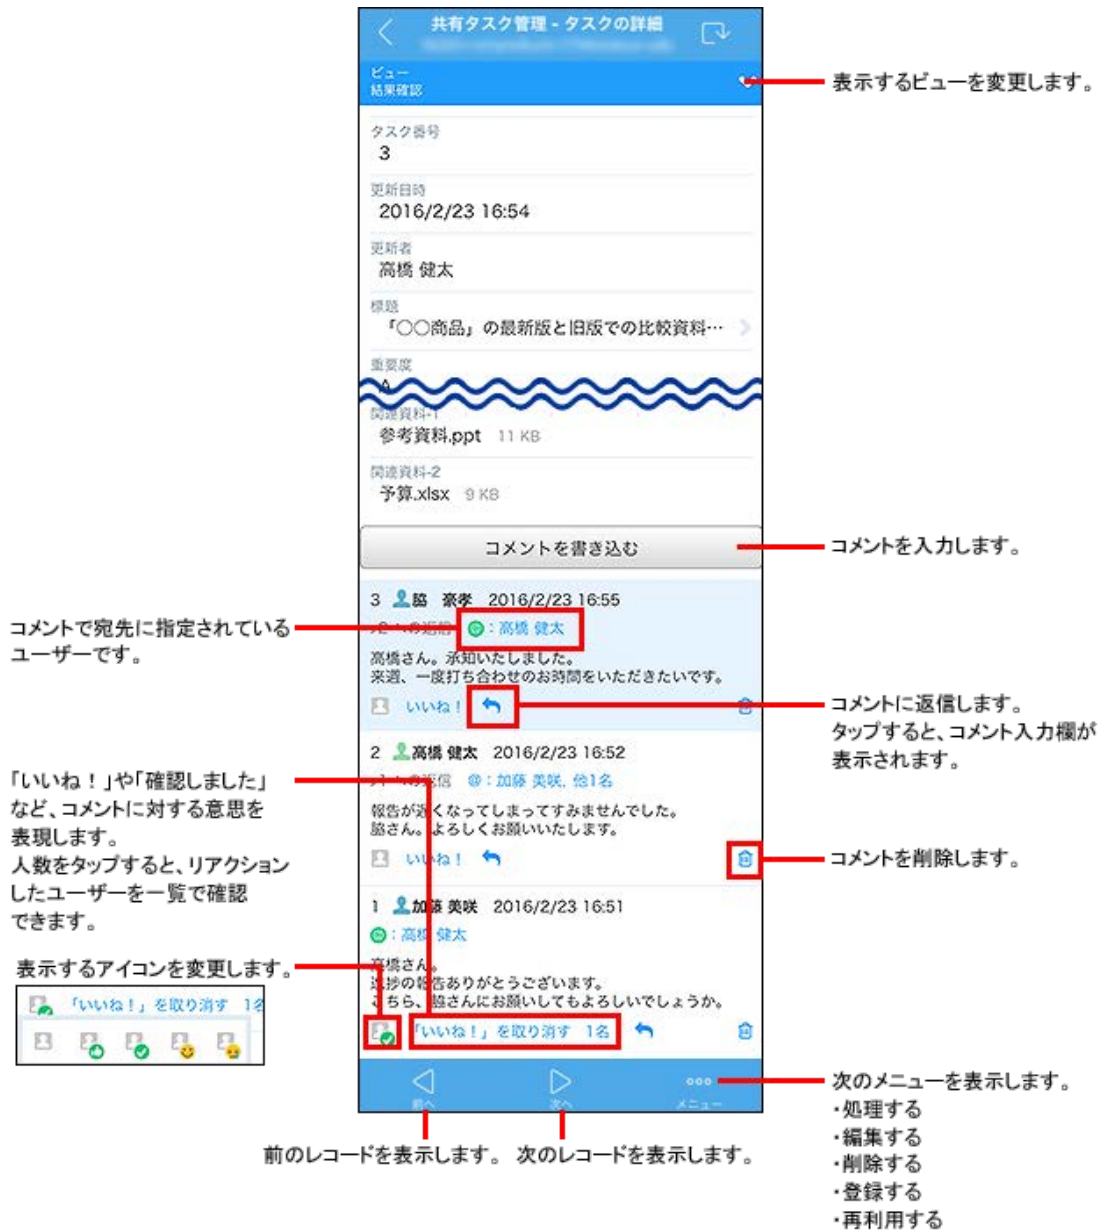 共有タスク管理 - タスクの詳細
ビュー
結果確認
表示するビューを変更します。
タスク番号
3
更新日時
2016/2/23 16:54
更新者
高橋 健太
標題
「○○商品」の最新版と旧版での比較資料…
重要度
A
関連資料-1
参考資料.ppt 11 KB
関連資料-2
予算.xlsx 9 KB
コメントを書き込む
コメントを入力します。
3 脇 豪孝 2016/2/23 16:55
の返信 : 高橋 健太
コメントで宛先に指定されている
ユーザーです。
高橋さん。承知いたしました。
来週、一度打ち合わせのお時間をいただきたいです。
いいね!
コメントに返信します。
タップすると、コメント入力欄が
表示されます。
2 高橋 健太 2016/2/23 16:52
の返信 @ : 加藤 美咲, 他1名
報告が遅くなってしまってすみませんでした。
脇さん。よろしくお願いいたします。
いいね!
「いいね!」や「確認しました」
など、コメントに対する意思を
表現します。
人数をタップすると、リアクション
したユーザーを一覧で確認
できます。
コメントを削除します。
1 加藤 美咲 2016/2/23 16:51
: 高橋 健太
高橋さん。
進捗の報告ありがとうございます。
こちら、脇さんにお願いしてもよろしいでしょうか。
「いいね!」を取り消す 1名
表示するアイコンを変更します。
「いいね!」を取り消す 1名
前へ
次へ
メニュー
前のレコードを表示します。
次のレコードを表示します。
次のメニューを表示します。
・処理する
・編集する
・削除する
・登録する
・再利用する